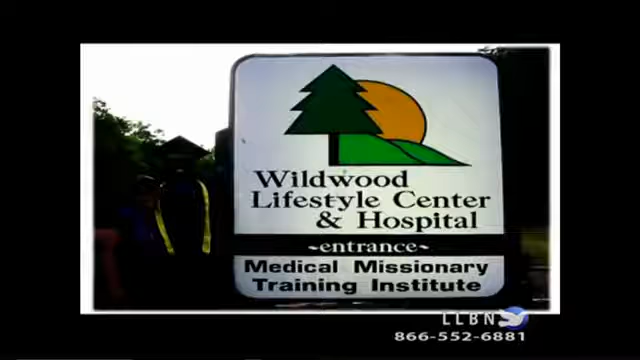 Wildwood
Lifestyle Center
& Hospital
~entrance~
Medical Missionary
Training Institute
LLBN
866-552-6881